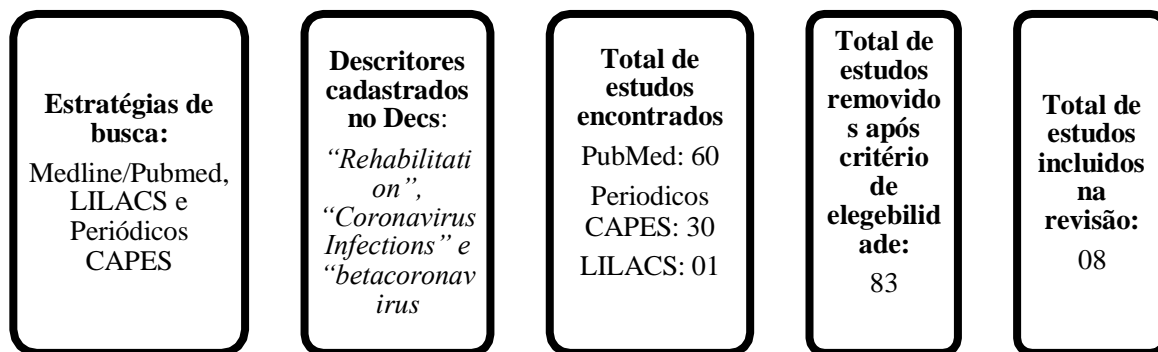 Estratégias de
busca:
Medline/Pubmed,
LILACS e
Periódicos
CAPES
Descritores
cadastrados
no Decs:
“Rehabilitati
on”,
“Coronavirus
Infections” e
“betacoronav
irus
Total de
estudos
encontrados
PubMed: 60
Periodicos
CAPES: 30
LILACS: 01
Total de
estudos
removido
s após
critério
de
elegebilid
ade:
83
Total de
estudos
incluidos
na
revisão:
08